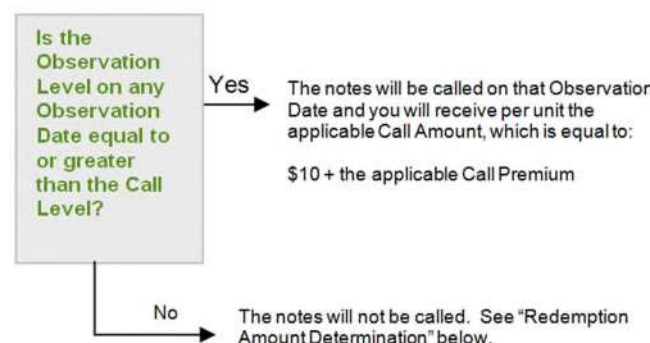 Is the
Observation
Level on any
Observation
Date equal to
or greater
than the Call
Level?
Yes
The notes will be called on that Observation
Date and you will receive per unit the
applicable Call Amount, which is equal to:
$10 + the applicable Call Premium
No
The notes will not be called. See “Redemption
Amount Determination” below.